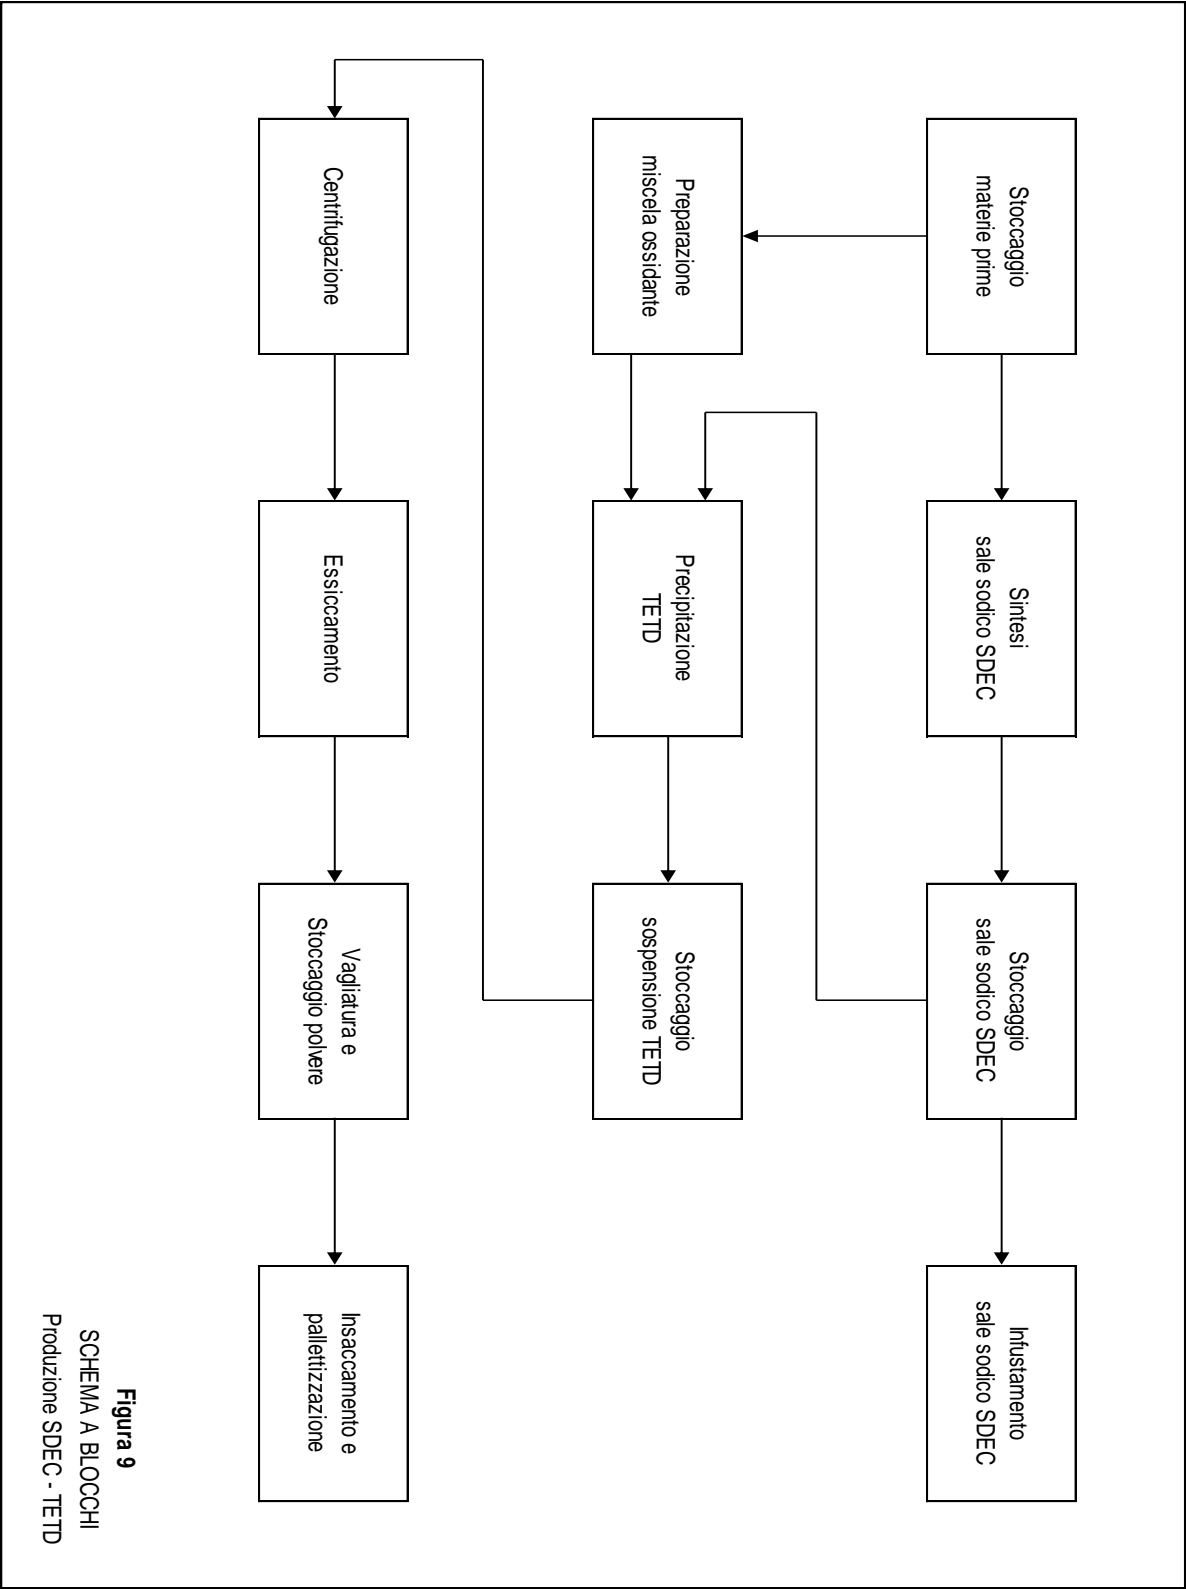 Stoccaggio
materie prime
Sintesi
sale sodico SDEC
Stoccaggio
sale sodico SDEC
Infustamento
sale sodico SDEC
Preparazione
miscela ossidante
Precipitazione
TETD
Stoccaggio
sospensione TETD
Centrifugazione
Essiccamento
Vagliatura e
Stoccaggio polvere
Insaccamento e
pallettizzazione
Figura 9
SCHEMA A BLOCCHI
Produzione SDEC - TETD